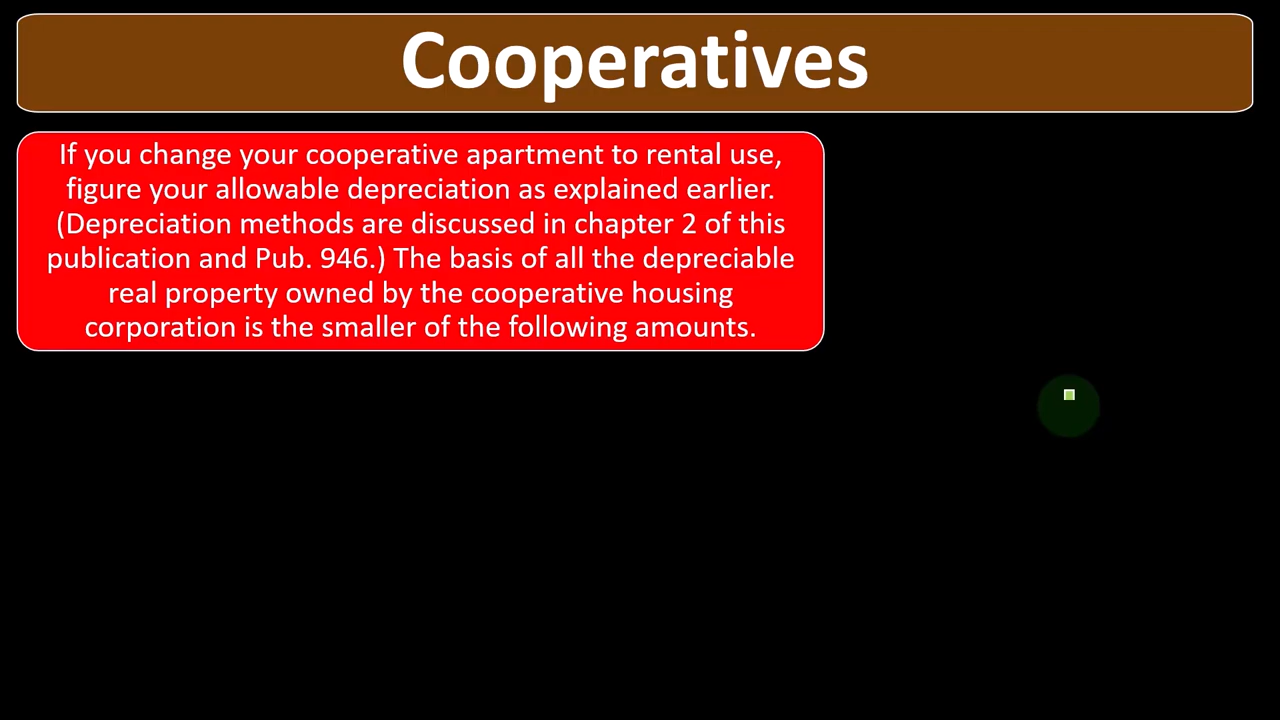 Cooperatives
If you change your cooperative apartment to rental use,
figure your allowable depreciation as explained earlier.
(Depreciation methods are discussed in chapter 2 of this
publication and Pub. 946.) The basis of all the depreciable
real property owned by the cooperative housing
corporation is the smaller of the following amounts.